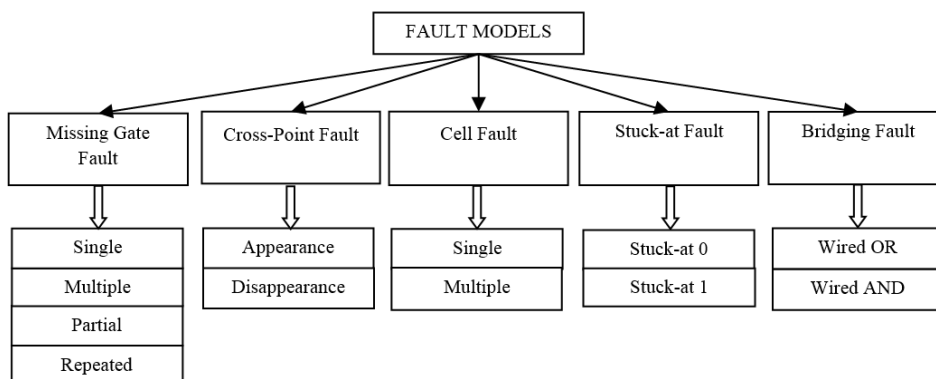 FAULT MODELS
Missing Gate
Fault
Cross-Point Fault
Cell Fault
Stuck-at Fault
Bridging Fault
Single
Multiple
Partial
Repeated
Appearance
Disappearance
Single
Multiple
Stuck-at 0
Stuck-at 1
Wired OR
Wired AND